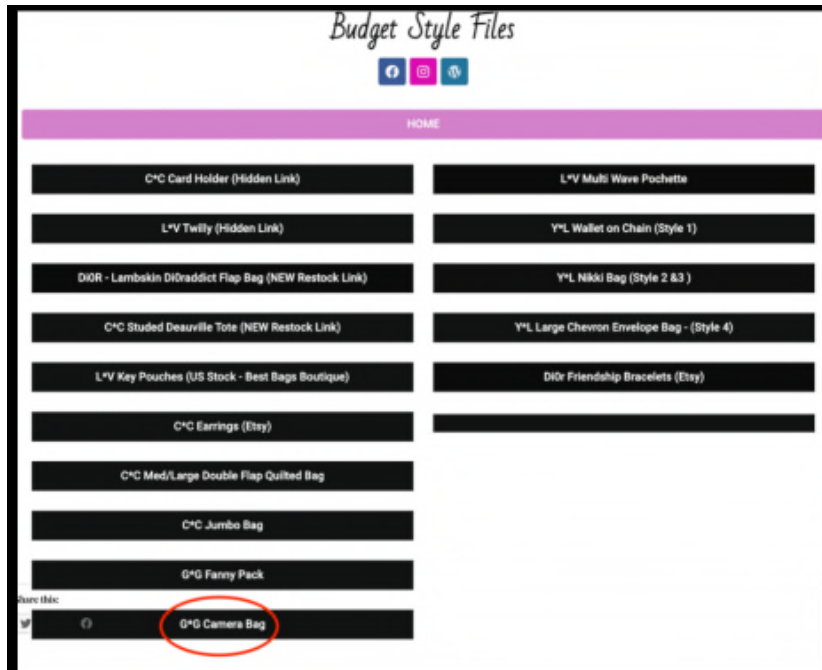 Budget Style Files
HOME
C*C Card Holder (Hidden Link)
L*V Twilly (Hidden Link)
Di0R - Lambskin Di0raddict Flap Bag (NEW Restock Link)
C*C Studed Deauville Tote (NEW Restock Link)
L*V Key Pouches (US Stock - Best Bags Boutique)
C*C Earrings (Etsy)
C*C Med/Large Double Flap Quilted Bag
C*C Jumbo Bag
G*G Fanny Pack
Share this:
G*G Camera Bag
L*V Multi Wave Pochette
Y*L Wallet on Chain (Style 1)
Y*L Nikki Bag (Style 2 &3 )
Y*L Large Chevron Envelope Bag - (Style 4)
Di0r Friendship Bracelets (Etsy)